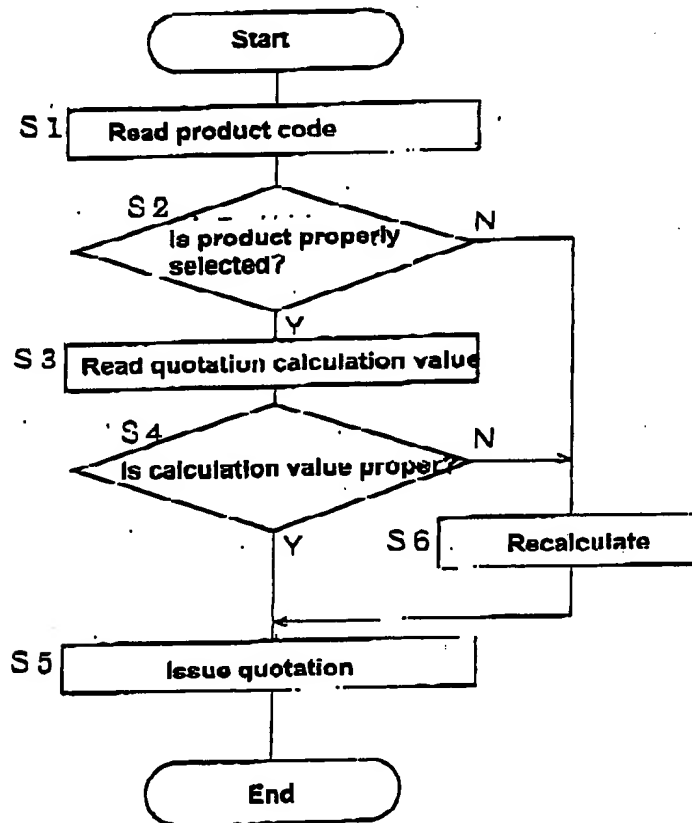 Start
S1 Read product code
S2
N
Is product properly
selected?
Y
S3 Read quotation calculation value
S4
N
Is calculation value proper?
Y
S6 Recalculate
S5 Issue quotation
End